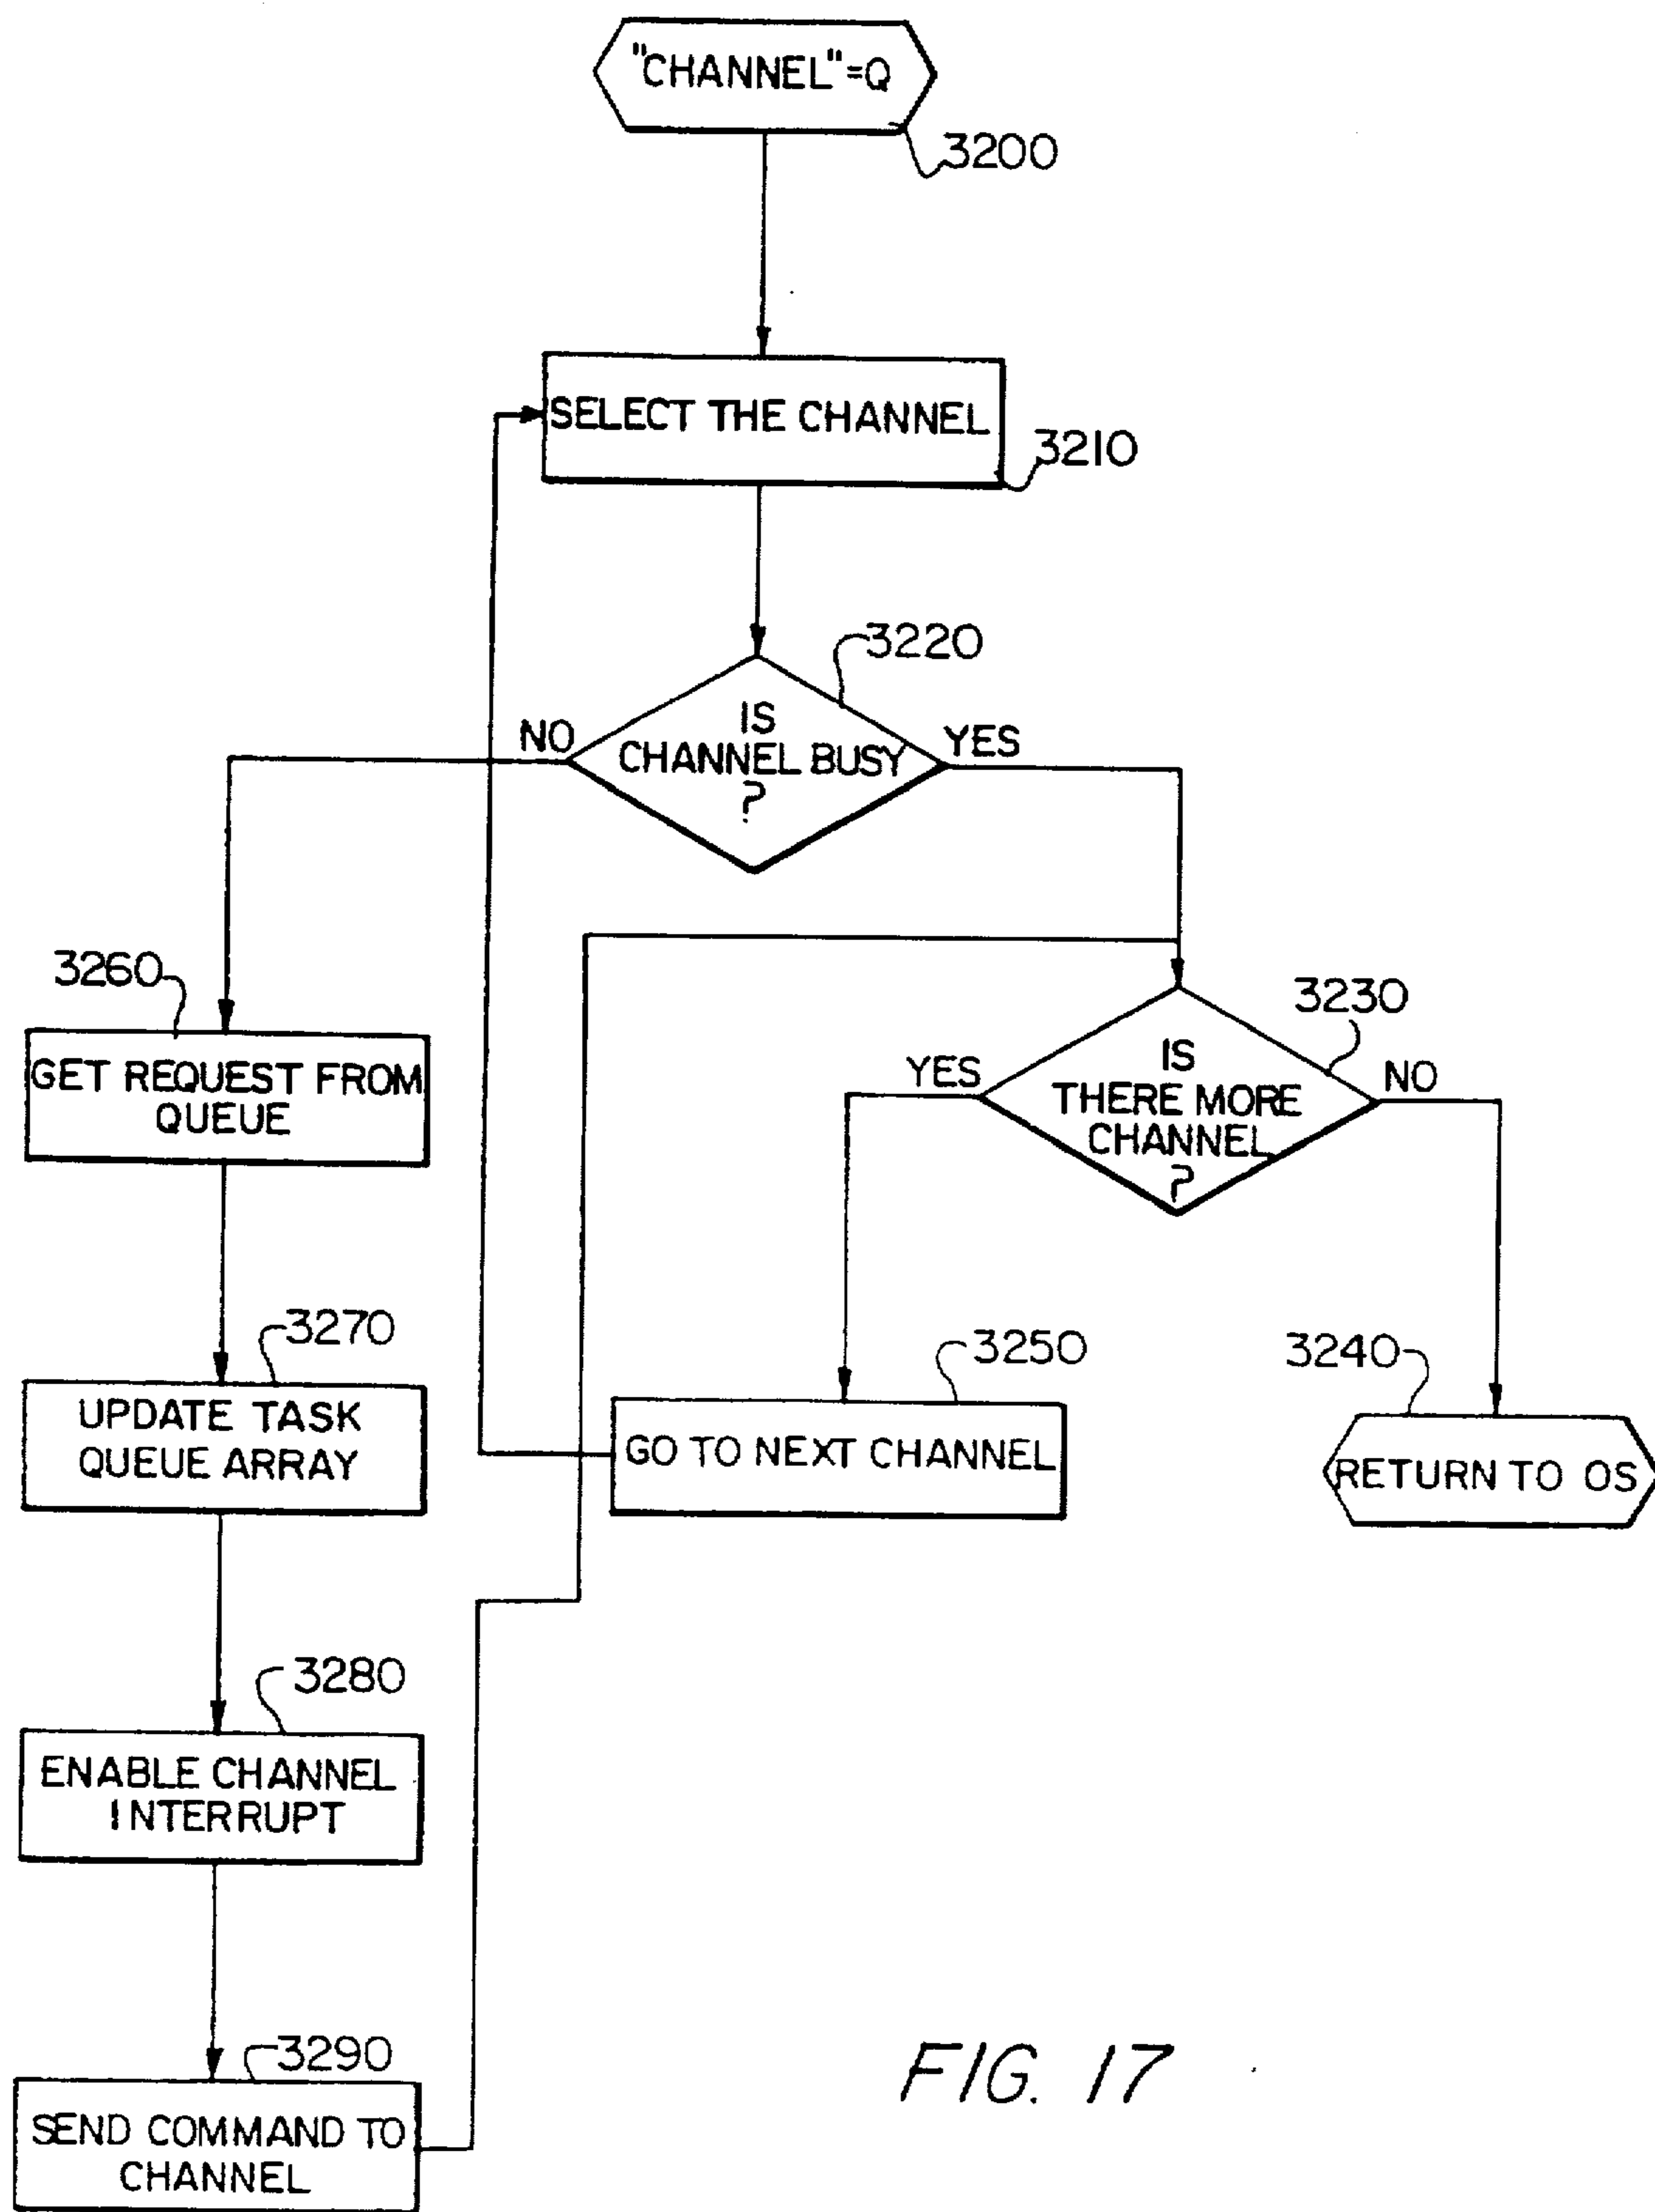 "CHANNEL"=Q
3200
SELECT THE CHANNEL
3210
3220
IS
CHANNEL BUSY
?
NO
YES
3260
GET REQUEST FROM
QUEUE
3230
IS
THERE MORE
CHANNEL
?
YES
NO
3270
UPDATE TASK
QUEUE ARRAY
3250
GO TO NEXT CHANNEL
3240
RETURN TO OS
3280
ENABLE CHANNEL
INTERRUPT
3290
SEND COMMAND TO
CHANNEL
FIG. 17